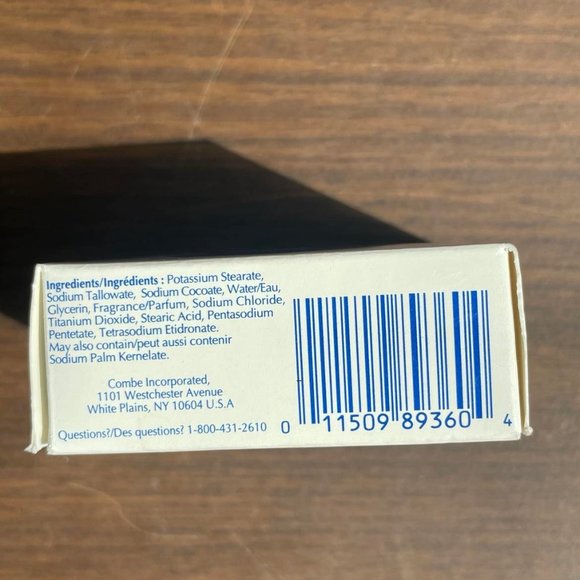 Ingredients/Ingrédients : Potassium Stearate,
Sodium Tallowate, Sodium Cocoate, Water/Eau,
Glycerin, Fragrance/Parfum, Sodium Chloride,
Titanium Dioxide, Stearic Acid, Pentasodium
Pentetate, Tetrasodium Etidronate.
May also contain/peut aussi contenir
Sodium Palm Kernelate.
Combe Incorporated,
1101 Westchester Avenue
White Plains, NY 10604 U.S.A
Questions?/Des questions? 1-800-431-2610
0 11509 89360 4